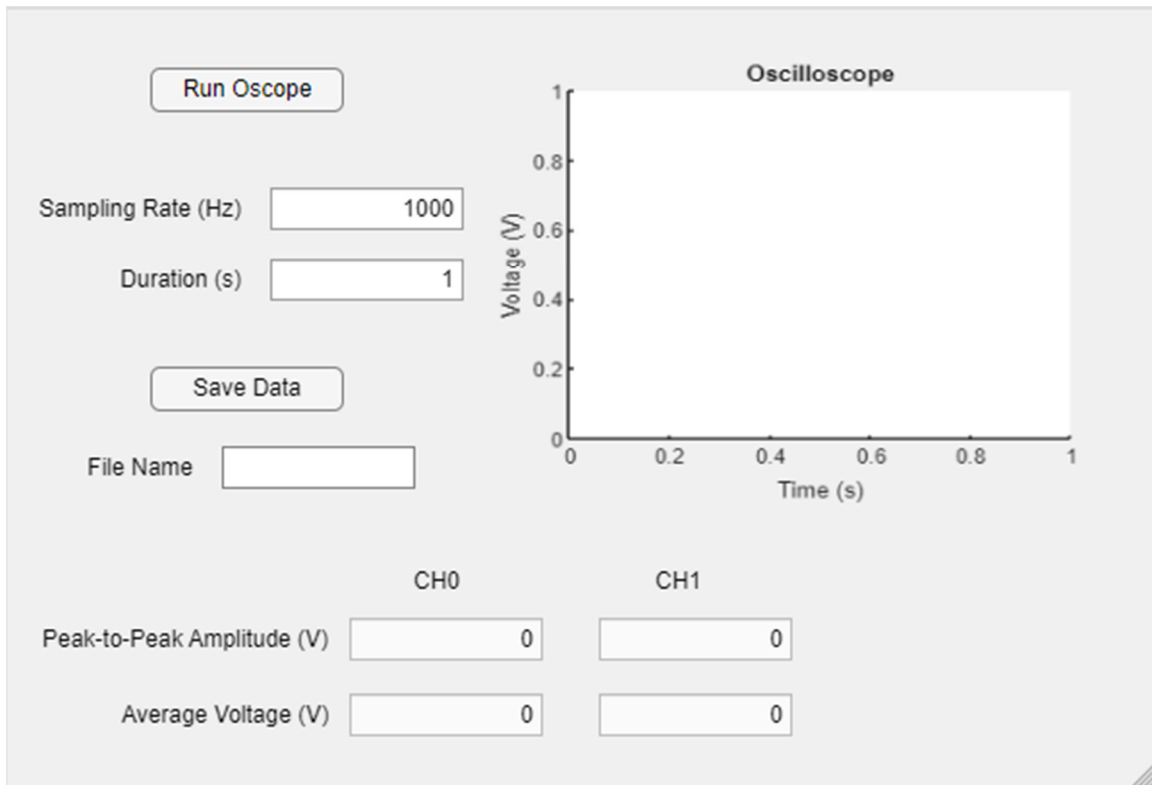 Run Oscope
Sampling Rate (Hz) 1000
Duration (s) 1
Save Data
File Name
Oscilloscope
Voltage (V)
1
0.8
0.6
0.4
0.2
0
0 0.2 0.4 0.6 0.8 1
Time (s)
CH0 CH1
Peak-to-Peak Amplitude (V) 0 0
Average Voltage (V) 0 0